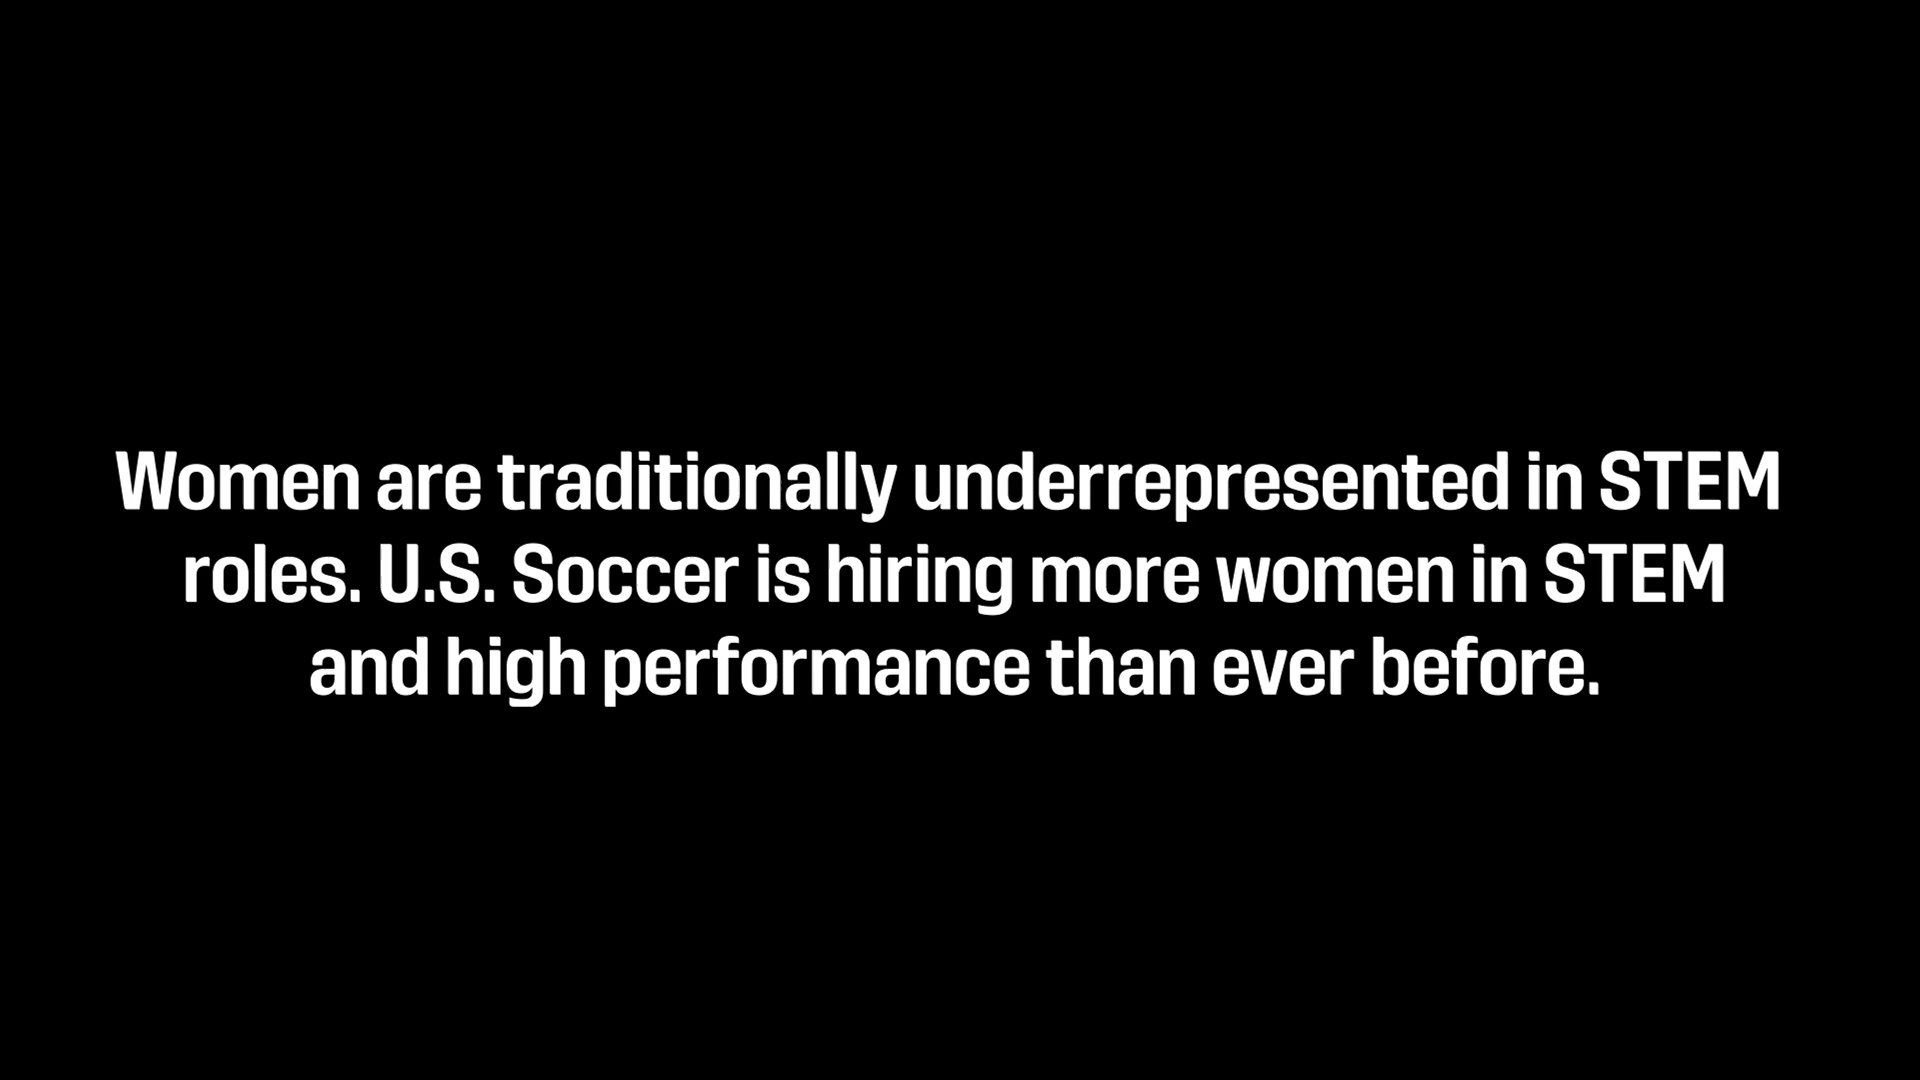 Women are traditionally underrepresented in STEM
roles. U.S. Soccer is hiring more women in STEM
and high performance than ever before.